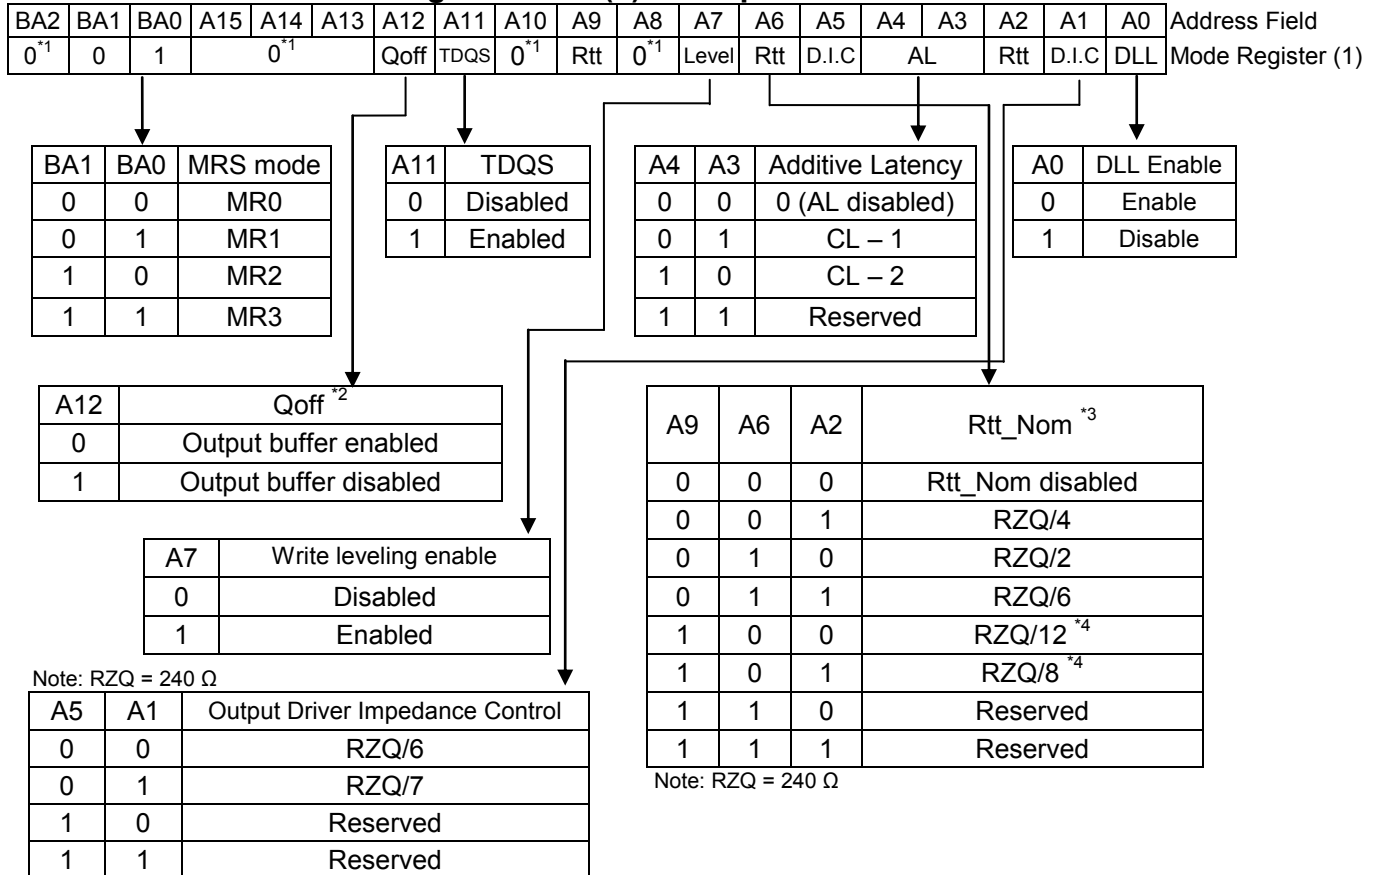 BA2 BA1 BA0 A15 A14 A13 A12 A11 A10 A9 A8 A7 A6 A5 A4 A3 A2 A1 A0 Address Field
0*1 0 1 0*1 Qoff TDQS 0*1 Rtt 0*1 Level Rtt D.I.C AL Rtt D.I.C DLL Mode Register (1)
BA1 BA0 MRS mode
0 0 MR0
0 1 MR1
1 0 MR2
1 1 MR3
A11 TDQS
0 Disabled
1 Enabled
A4 A3 Additive Latency
0 0 0 (AL disabled)
0 1 CL – 1
1 0 CL – 2
1 1 Reserved
A0 DLL Enable
0 Enable
1 Disable
A12 Qoff *2
0 Output buffer enabled
1 Output buffer disabled
A9 A6 A2 Rtt_Nom *3
0 0 0 Rtt_Nom disabled
0 0 1 RZQ/4
0 1 0 RZQ/2
0 1 1 RZQ/6
1 0 0 RZQ/12 *4
1 0 1 RZQ/8 *4
1 1 0 Reserved
1 1 1 Reserved
Note: RZQ = 240 Ω
A7 Write leveling enable
0 Disabled
1 Enabled
Note: RZQ = 240 Ω
A5 A1 Output Driver Impedance Control
0 0 RZQ/6
0 1 RZQ/7
1 0 Reserved
1 1 Reserved